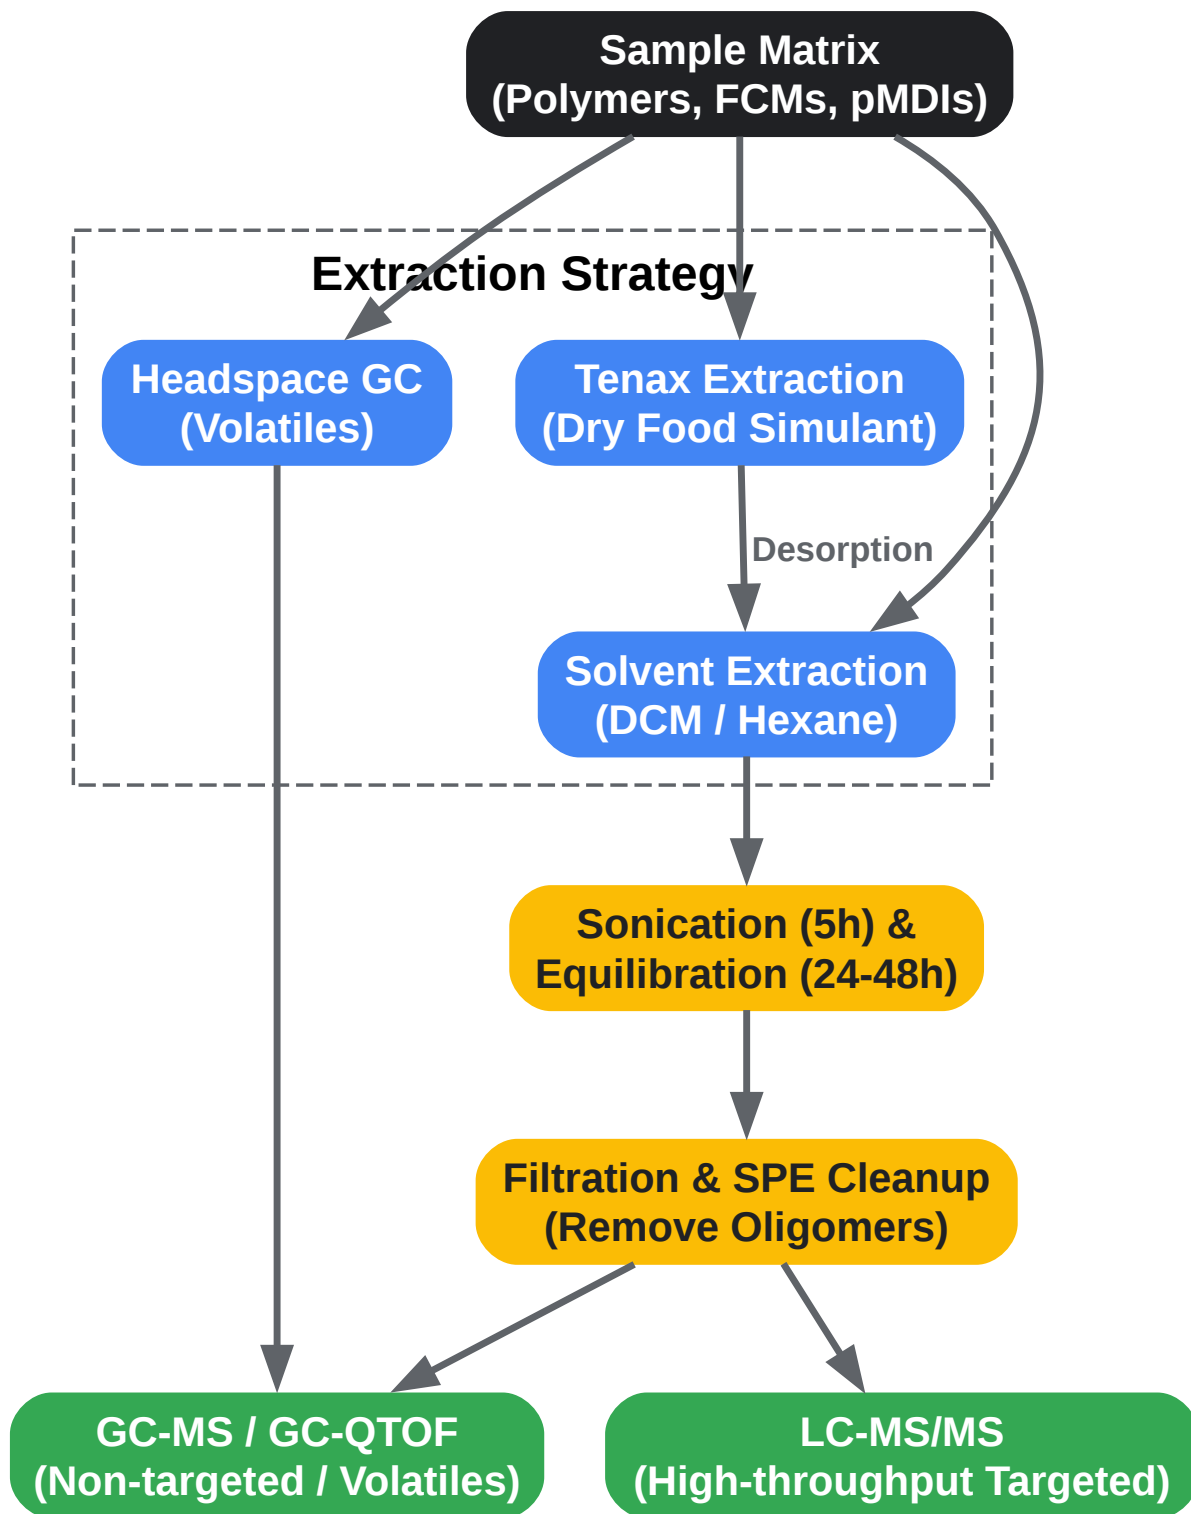 Sample Matrix
(Polymers, FCMs, pMDIs)
Extraction Strategy
Headspace GC
(Volatiles)
Tenax Extraction
(Dry Food Simulant)
Desorption
Solvent Extraction
(DCM / Hexane)
Sonication (5h) &
Equilibration (24-48h)
Filtration & SPE Cleanup
(Remove Oligomers)
GC-MS / GC-QTOF
(Non-targeted / Volatiles)
LC-MS/MS
(High-throughput Targeted)